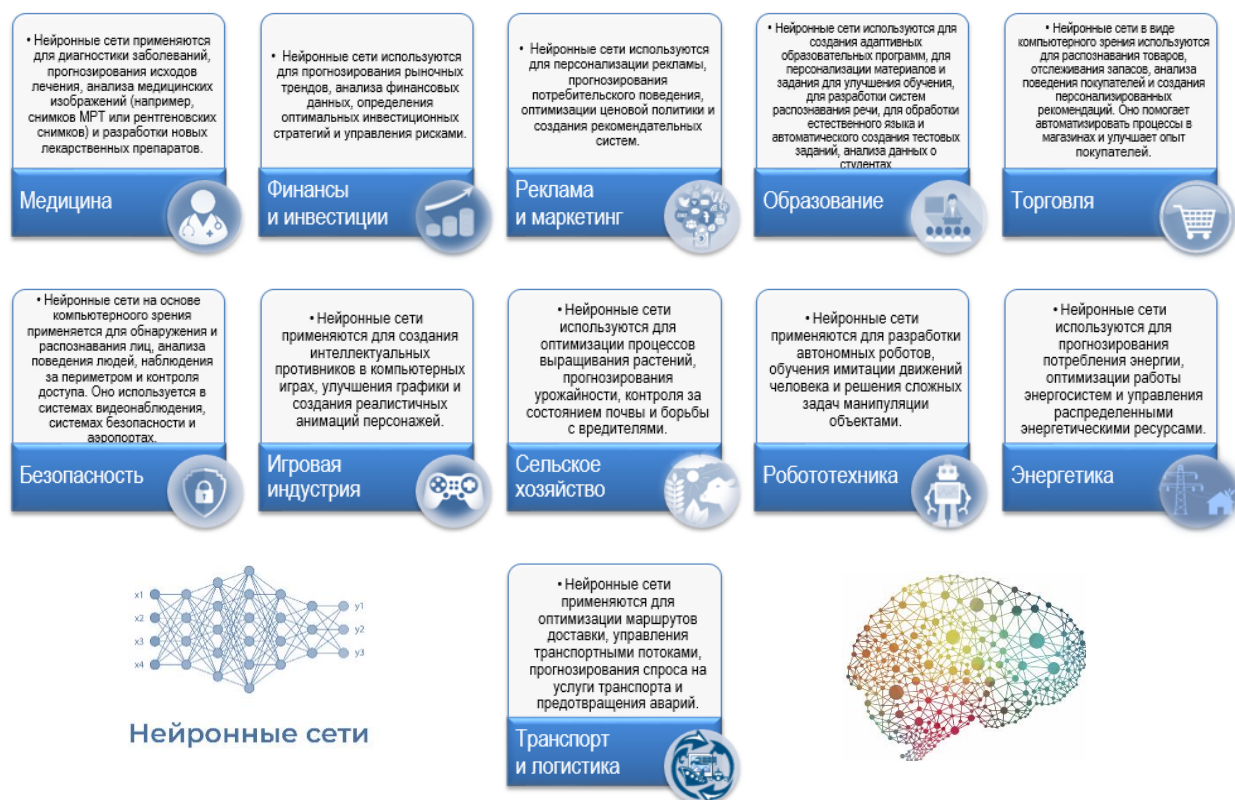 • Нейронные сети применяются
для диагностики заболеваний,
прогнозирования исходов
лечения, анализа медицинских
изображений (например,
снимков МРТ или рентгеновских
снимков) и разработки новых
лекарственных препаратов.
Медицина
• Нейронные сети используются
для прогнозирования рыночных
трендов, анализа финансовых
данных, определения
оптимальных инвестиционных
стратегий и управления рисками.
Финансы
и инвестиции
• Нейронные сети используются
для персонализации рекламы,
прогнозирования
потребительского поведения,
оптимизации ценовой политики и
создания рекомендательных
систем.
Реклама
и маркетинг
• Нейронные сети используются для
создания адаптивных
образовательных программ, для
персонализации материалов и
задания для улучшения обучения,
для разработки систем
распознавания речи, для обработки
естественного языка и
автоматического создания тестовых
заданий, анализа данных о
студентах
Образование
• Нейронные сети в виде
компьютерного зрения используются
для распознавания товаров,
отслеживания запасов, анализа
поведения покупателей и создания
персонализированных
рекомендаций. Оно помогает
автоматизировать процессы в
магазинах и улучшает опыт
покупателей.
Торговля
• Нейронные сети на основе
компьютерноого зрения
применяется для обнаружения и
распознавания лиц, анализа
поведения людей, наблюдения
за периметром и контроля
доступа. Оно используется в
системах видеонаблюдения,
системах безопасности и
аэропортах.
Безопасность
• Нейронные сети
применяются для создания
интеллектуальных
противников в компьютерных
играх, улучшения графики и
создания реалистичных
анимаций персонажей.
Игровая
индустрия
• Нейронные сети
используются для
оптимизации процессов
выращивания растений,
прогнозирования
урожайности, контроля за
состоянием почвы и борьбы
с вредителями.
Сельское
хозяйство
• Нейронные сети
применяются для разработки
автономных роботов,
обучения имитации движений
человека и решения сложных
задач манипуляции
объектами.
Робототехника
• Нейронные сети
используются для
прогнозирования
потребления энергии,
оптимизации работы
энергосистем и управления
распределенными
энергетическими ресурсами.
Энергетика
x1
x2
x3
x4
y1
y2
y3
Нейронные сети
• Нейронные сети
применяются для
оптимизации маршрутов
доставки, управления
транспортными потоками,
прогнозирования спроса на
услуги транспорта и
предотвращения аварий.
Транспорт
и логистика